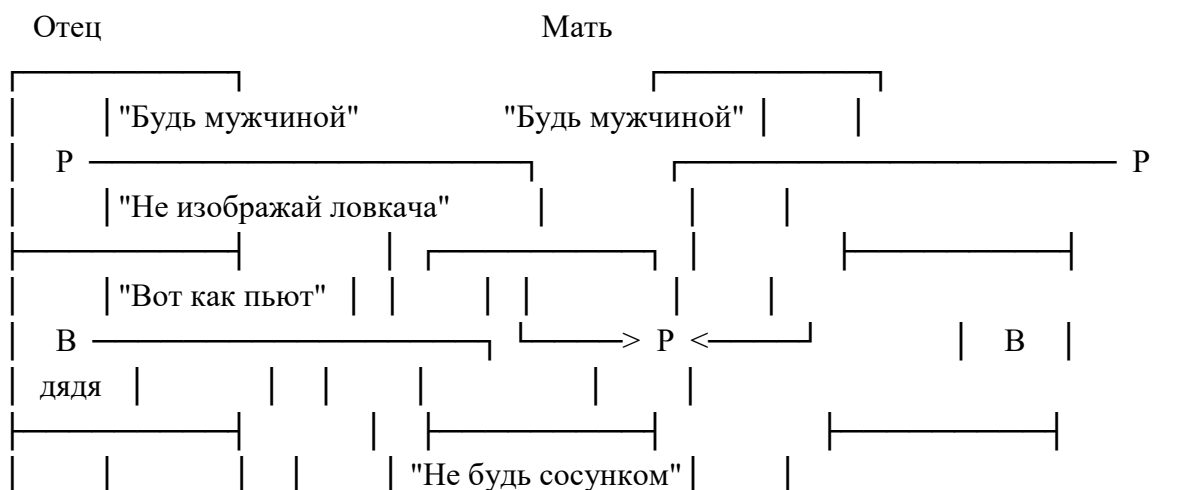 Отец Мать
"Будь мужчиной" "Будь мужчиной"
Р Р
"Не изображай ловкача"
"Вот как пьют"
В > Р < В
дядя
"Не будь сосунком"